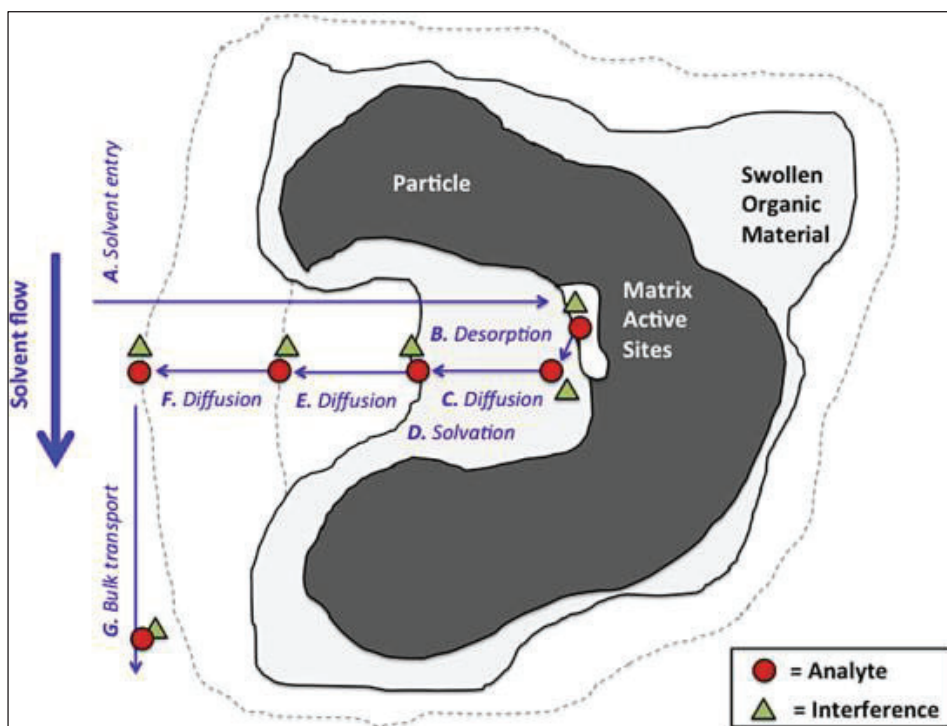 Particle
Swollen
Organic
Material
A. Solvent entry
Solvent flow
Matrix
Active
Sites
B. Desorption
F. Diffusion
E. Diffusion
C. Diffusion
D. Solvation
G. Bulk transport
= Analyte
= Interference